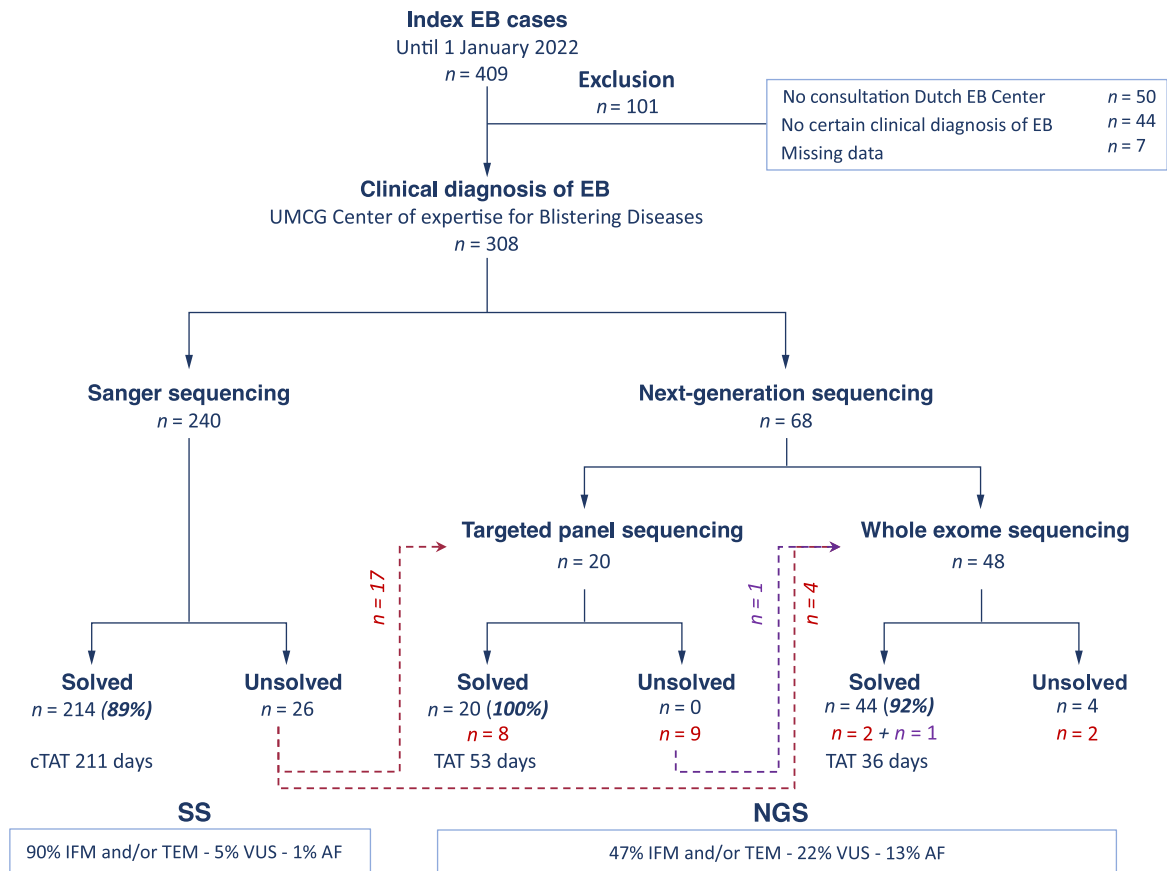 Index EB cases
Until 1 January 2022
n = 409
Exclusion
n = 101
No consultation Dutch EB Center n = 50
No certain clinical diagnosis of EB n = 44
Missing data n = 7
Clinical diagnosis of EB
UMCG Center of expertise for Blistering Diseases
n = 308
Sanger sequencing
n = 240
Next-generation sequencing
n = 68
Targeted panel sequencing
n = 20
Whole exome sequencing
n = 48
n = 17
n = 1
n = 4
Solved
n = 214 (89%)
cTAT 211 days
Unsolved
n = 26
Solved
n = 20 (100%)
n = 8
TAT 53 days
Unsolved
n = 0
n = 9
Solved
n = 44 (92%)
n = 2 + n = 1
TAT 36 days
Unsolved
n = 4
n = 2
SS
90% IFM and/or TEM - 5% VUS - 1% AF
NGS
47% IFM and/or TEM - 22% VUS - 13% AF